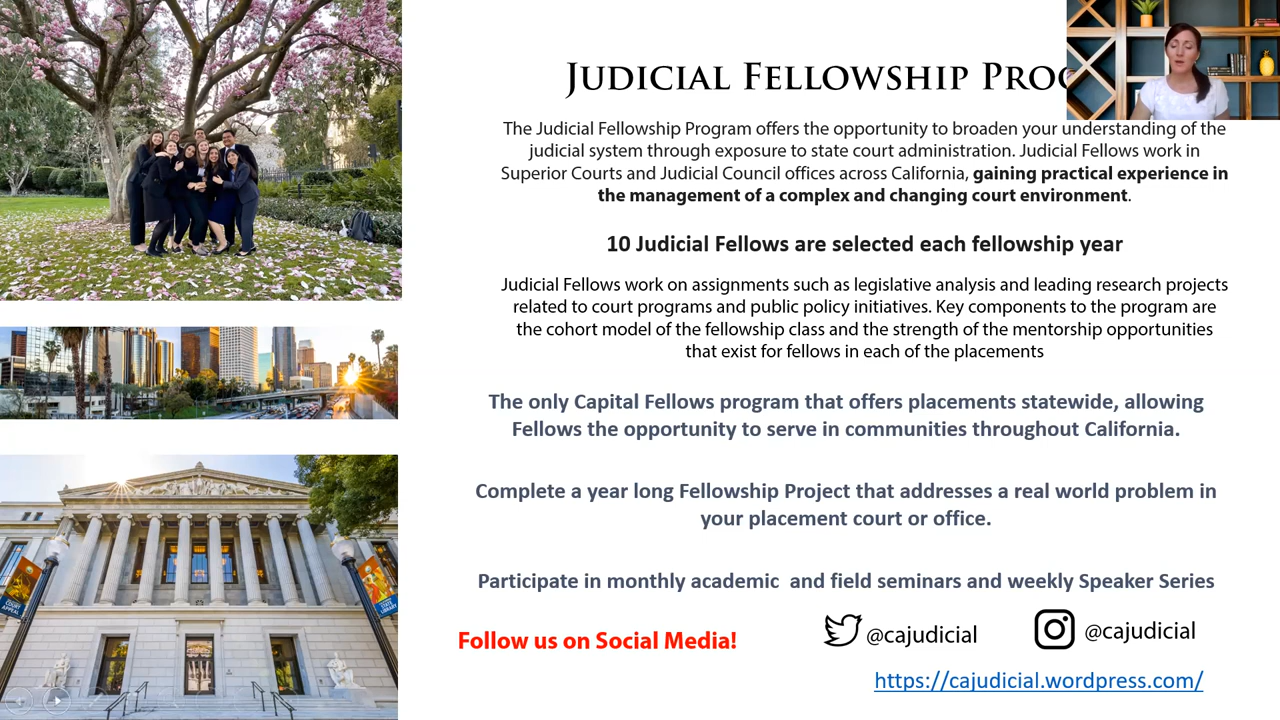 JUDICIAL FELLOWSHIP
The Judicial Fellowship Program offers the opportunity to broaden your understanding of the
judicial system through exposure to state court administration. Judicial Fellows work in
Superior Courts and Judicial Council offices across California, gaining practical experience in
the management of a complex and changing court environment.
10 Judicial Fellows are selected each fellowship year
Judicial Fellows work on assignments such as legislative analysis and leading research projects
related to court programs and public policy initiatives. Key components to the program are
the cohort model of the fellowship class and the strength of the mentorship opportunities
that exist for fellows in each of the placements
The only Capital Fellows program that offers placements statewide, allowing
Fellows the opportunity to serve in communities throughout California.
Complete a year long Fellowship Project that addresses a real world problem in
your placement court or office.
Participate in monthly academic and field seminars and weekly Speaker Series
COURT
APPEAL
STATE
LIBRARY
Follow us on Social Media!
@cajudicial
@cajudicial
https://cajudicial.wordpress.com/